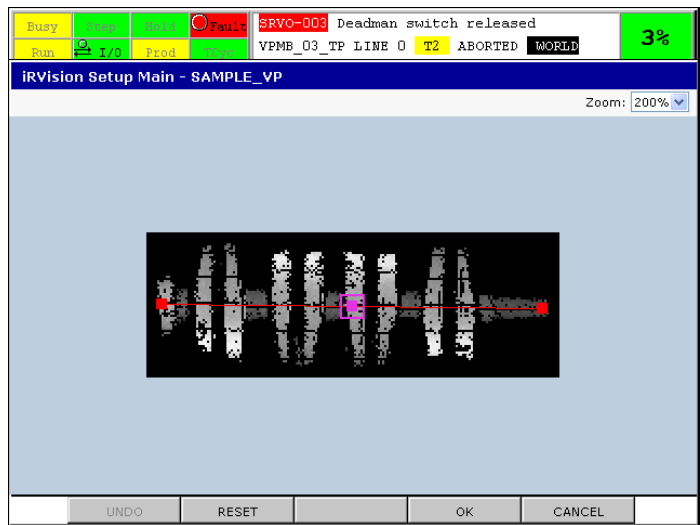 Busy Step Hold Fault SRVO-003 Deadman switch released
Run I/O Prod TCyc VPMB_03_TP LINE 0 T2 ABORTED WORLD 3%
iRVision Setup Main - SAMPLE_VP
Zoom: 200%
UNDO RESET OK CANCEL